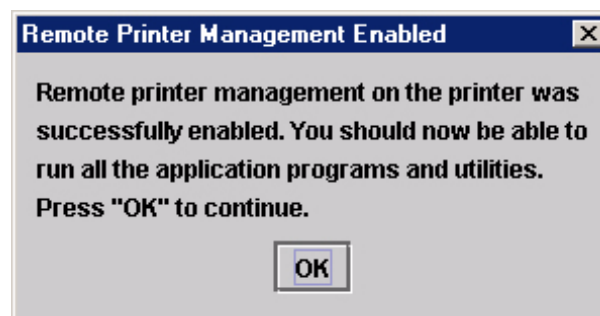 Remote Printer Management Enabled
Remote printer management on the printer was
successfully enabled. You should now be able to
run all the application programs and utilities.
Press "OK" to continue.
OK